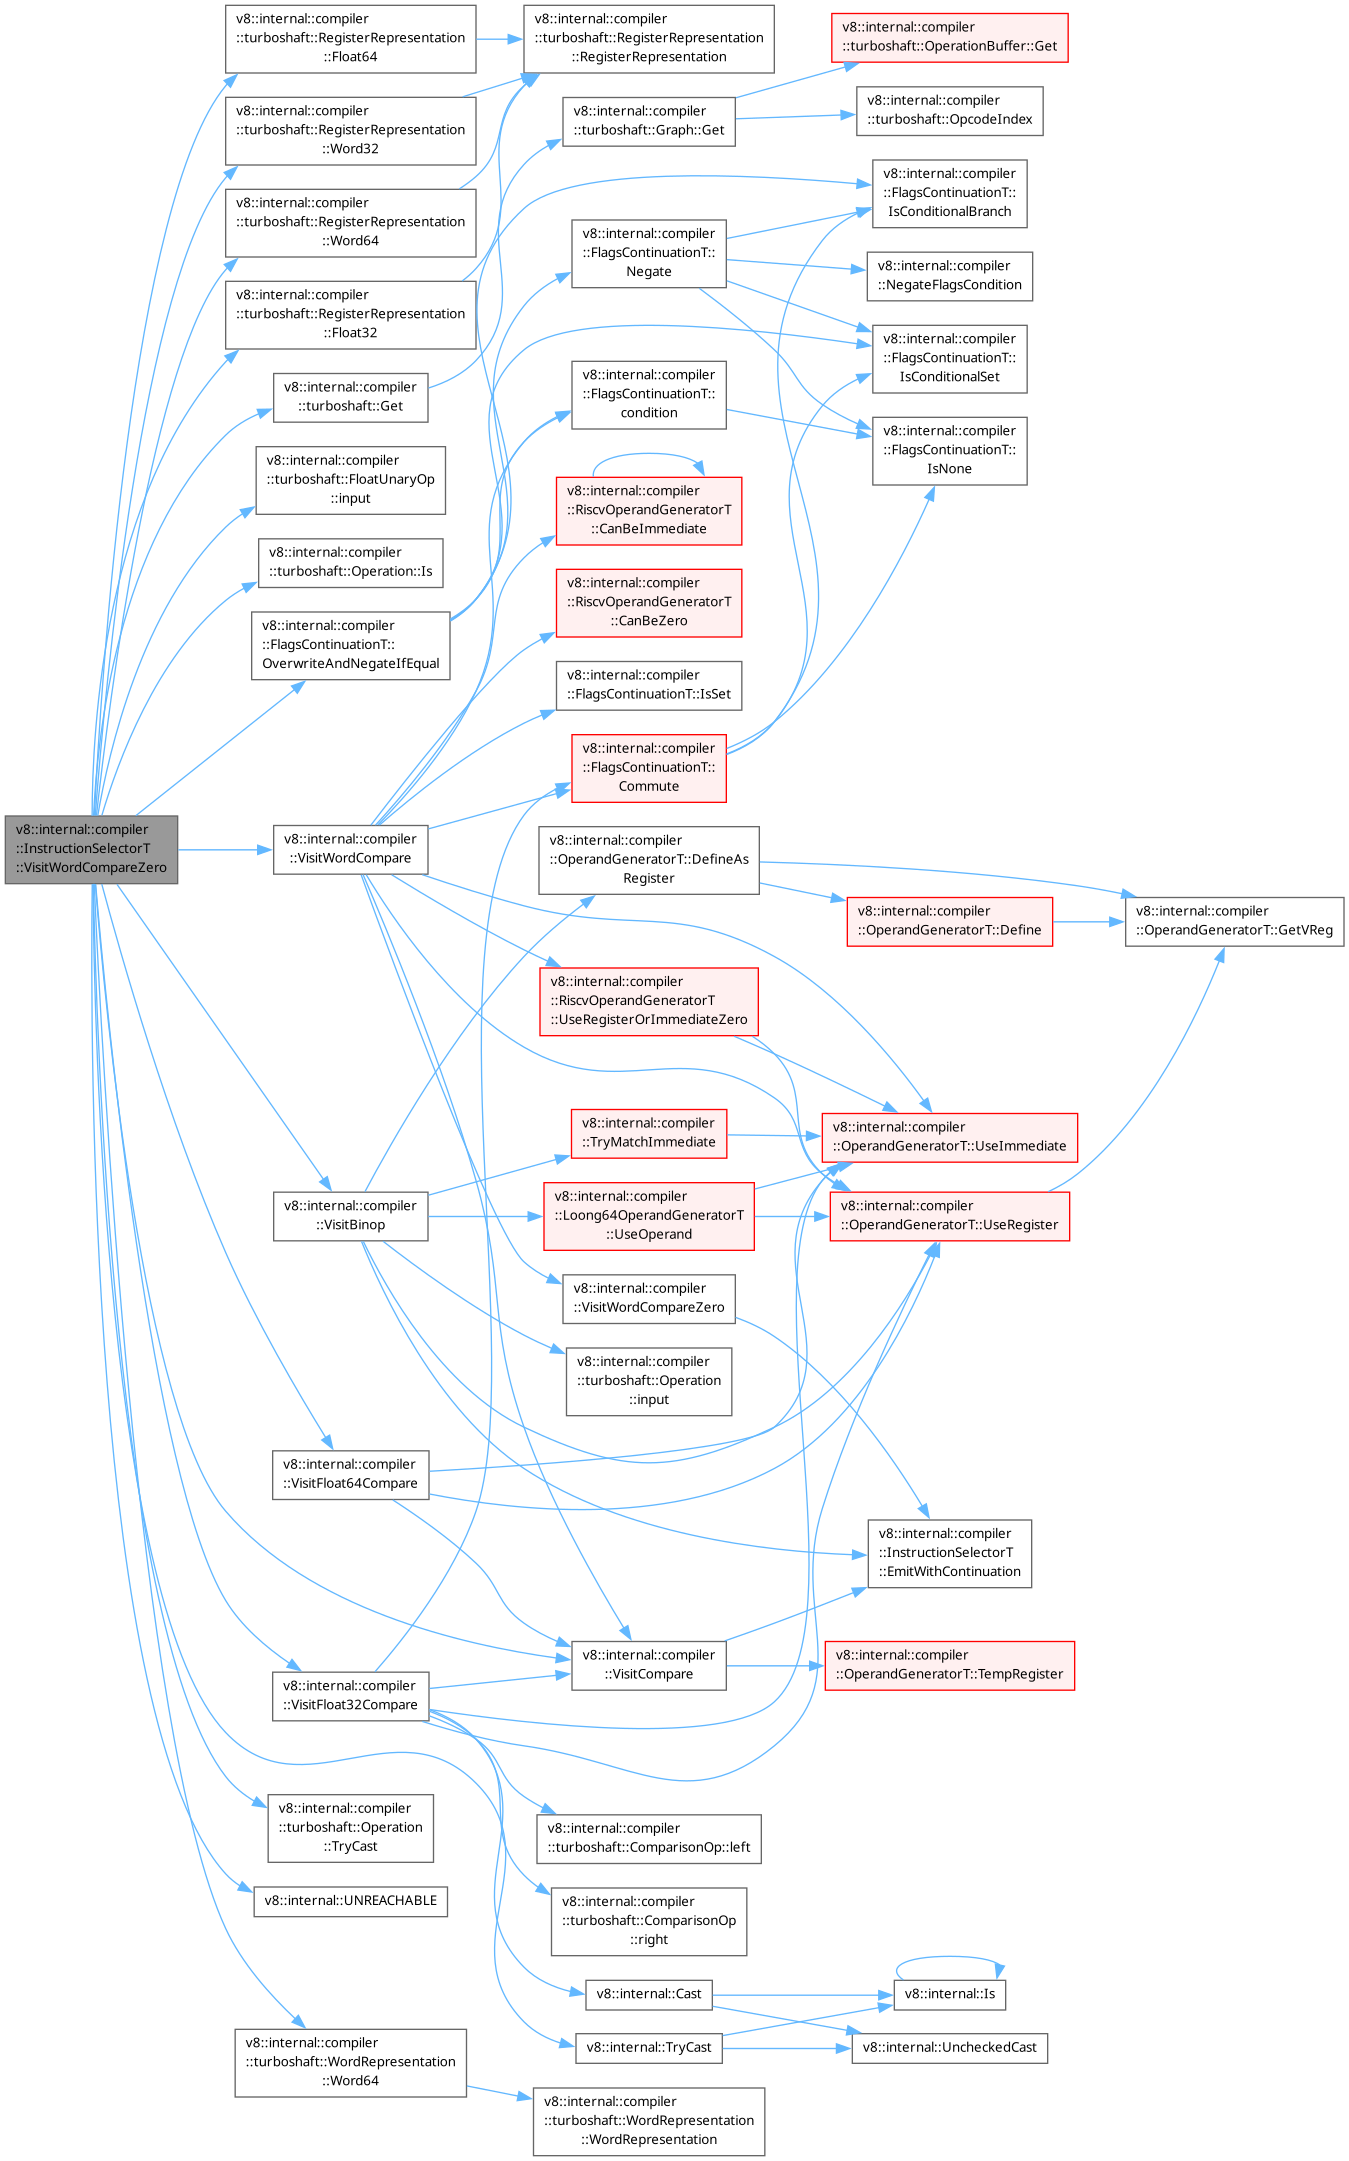 v8::internal::compiler
::InstructionSelectorT
::VisitWordCompareZero
v8::internal::compiler
::turboshaft::RegisterRepresentation
::Float64
v8::internal::compiler
::turboshaft::RegisterRepresentation
::Word32
v8::internal::compiler
::turboshaft::RegisterRepresentation
::Word64
v8::internal::compiler
::turboshaft::RegisterRepresentation
::Float32
v8::internal::compiler
::turboshaft::Get
v8::internal::compiler
::turboshaft::FloatUnaryOp
::input
v8::internal::compiler
::turboshaft::Operation::Is
v8::internal::compiler
::FlagsContinuationT::
OverwriteAndNegateIfEqual
v8::internal::compiler
::VisitWordCompare
v8::internal::compiler
::VisitBinop
v8::internal::compiler
::VisitFloat64Compare
v8::internal::compiler
::VisitFloat32Compare
v8::internal::compiler
::turboshaft::Operation
::TryCast
v8::internal::UNREACHABLE
v8::internal::compiler
::turboshaft::WordRepresentation
::Word64
v8::internal::compiler
::turboshaft::RegisterRepresentation
::RegisterRepresentation
v8::internal::compiler
::turboshaft::Graph::Get
v8::internal::compiler
::FlagsContinuationT::
Negate
v8::internal::compiler
::FlagsContinuationT::
condition
v8::internal::compiler
::RiscvOperandGeneratorT
::CanBeImmediate
v8::internal::compiler
::RiscvOperandGeneratorT
::CanBeZero
v8::internal::compiler
::FlagsContinuationT::IsSet
v8::internal::compiler
::FlagsContinuationT::
Commute
v8::internal::compiler
::OperandGeneratorT::DefineAs
Register
v8::internal::compiler
::RiscvOperandGeneratorT
::UseRegisterOrImmediateZero
v8::internal::compiler
::TryMatchImmediate
v8::internal::compiler
::Loong64OperandGeneratorT
::UseOperand
v8::internal::compiler
::VisitWordCompareZero
v8::internal::compiler
::turboshaft::Operation
::input
v8::internal::compiler
::VisitCompare
v8::internal::compiler
::turboshaft::ComparisonOp::left
v8::internal::compiler
::turboshaft::ComparisonOp
::right
v8::internal::Cast
v8::internal::TryCast
v8::internal::compiler
::turboshaft::WordRepresentation
::WordRepresentation
v8::internal::compiler
::turboshaft::OperationBuffer::Get
v8::internal::compiler
::turboshaft::OpcodeIndex
v8::internal::compiler
::FlagsContinuationT::
IsConditionalBranch
v8::internal::compiler
::NegateFlagsCondition
v8::internal::compiler
::FlagsContinuationT::
IsConditionalSet
v8::internal::compiler
::FlagsContinuationT::
IsNone
v8::internal::compiler
::OperandGeneratorT::Define
v8::internal::compiler
::OperandGeneratorT::UseImmediate
v8::internal::compiler
::OperandGeneratorT::UseRegister
v8::internal::compiler
::InstructionSelectorT
::EmitWithContinuation
v8::internal::compiler
::OperandGeneratorT::TempRegister
v8::internal::Is
v8::internal::UncheckedCast
v8::internal::compiler
::OperandGeneratorT::GetVReg